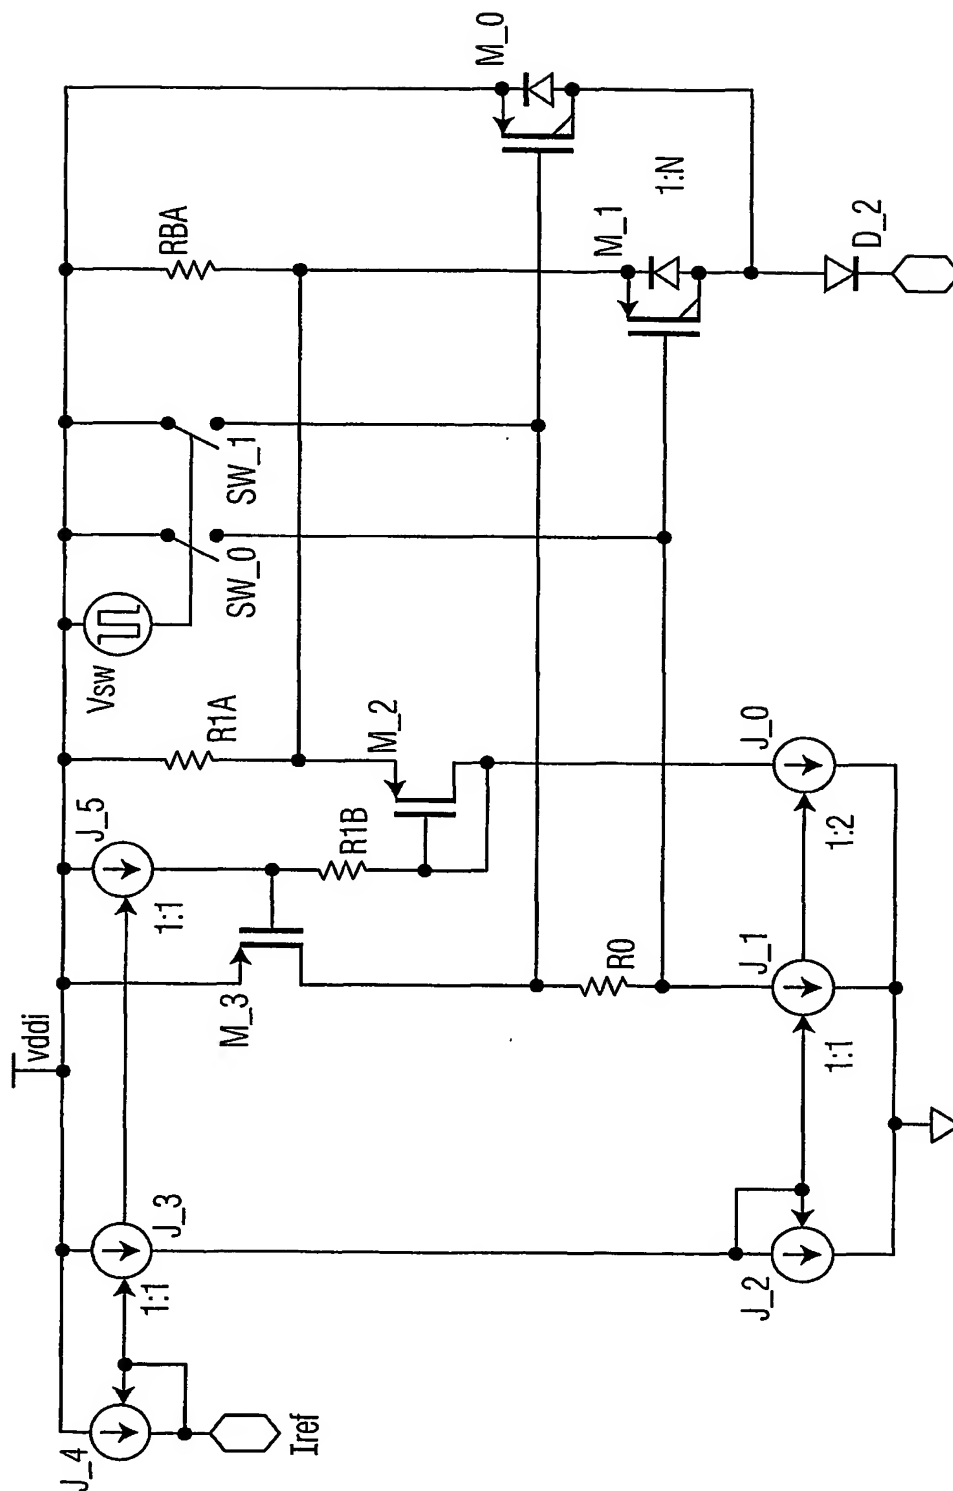 M_0
RBA
M_1
1:N
D_2
SW_1
SW_0
Vsw
R1A
M_2
J_0
J_5
1:1
R1B
1:2
M_3
R0
J_1
1:1
vddi
J_3
1:1
J_2
J_4
Iref